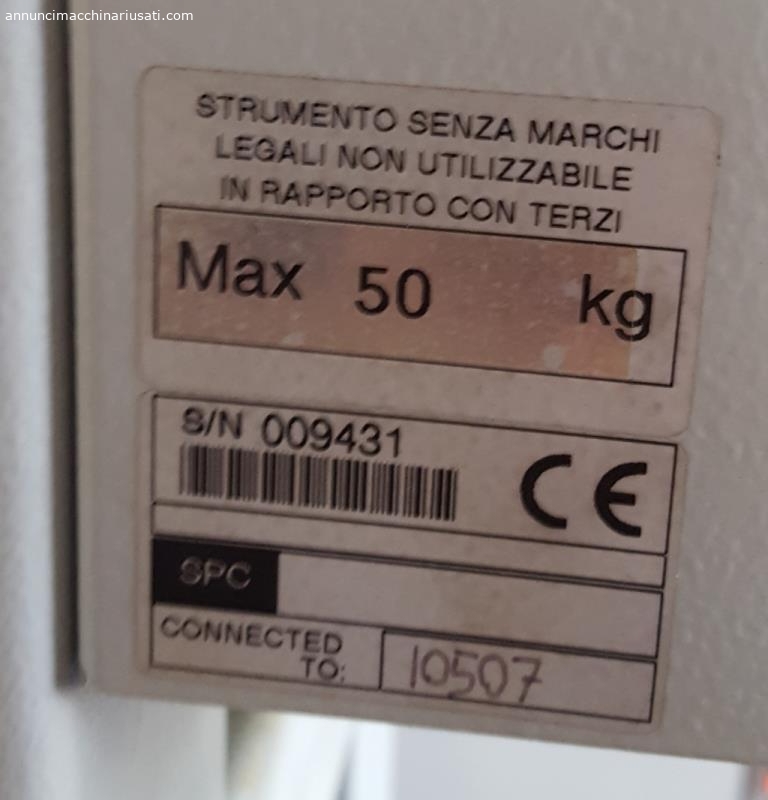 annuncimacchinariusati.com
STRUMENTO SENZA MARCHI
LEGALI NON UTILIZZABILE
IN RAPPORTO CON TERZI
Max 50 kg
S/N 009431
CE
SPC
CONNECTED
TO: 10507